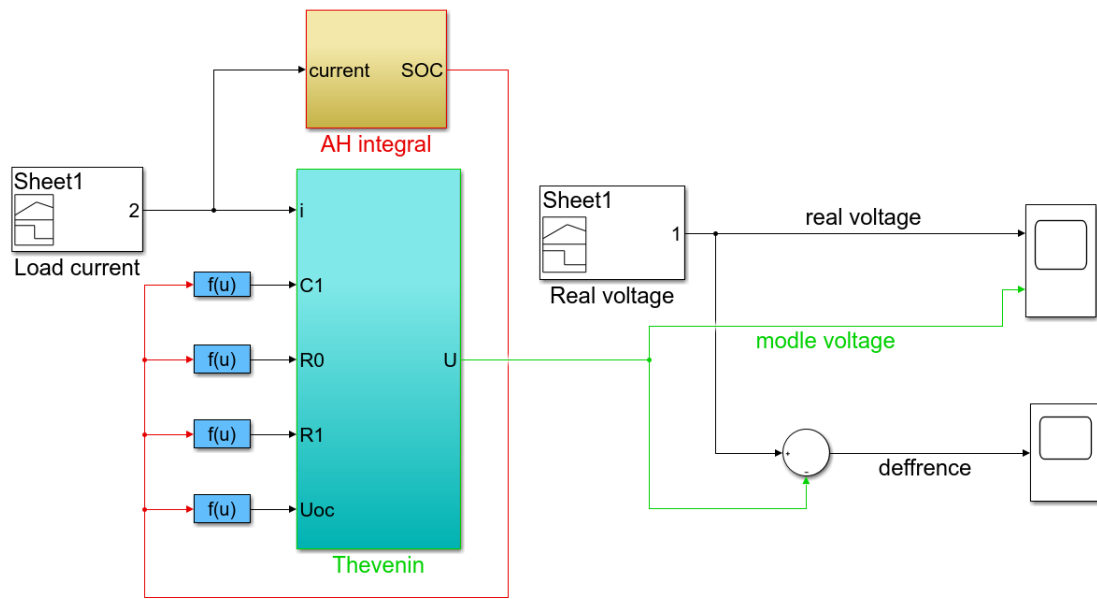 current SOC
AH integral
Sheet1
2
Load current
i
f(u) C1
f(u) R0
f(u) R1
f(u) Uoc
U
Thevenin
Sheet1
1
Real voltage
real voltage
modle voltage
+
-
deffrence